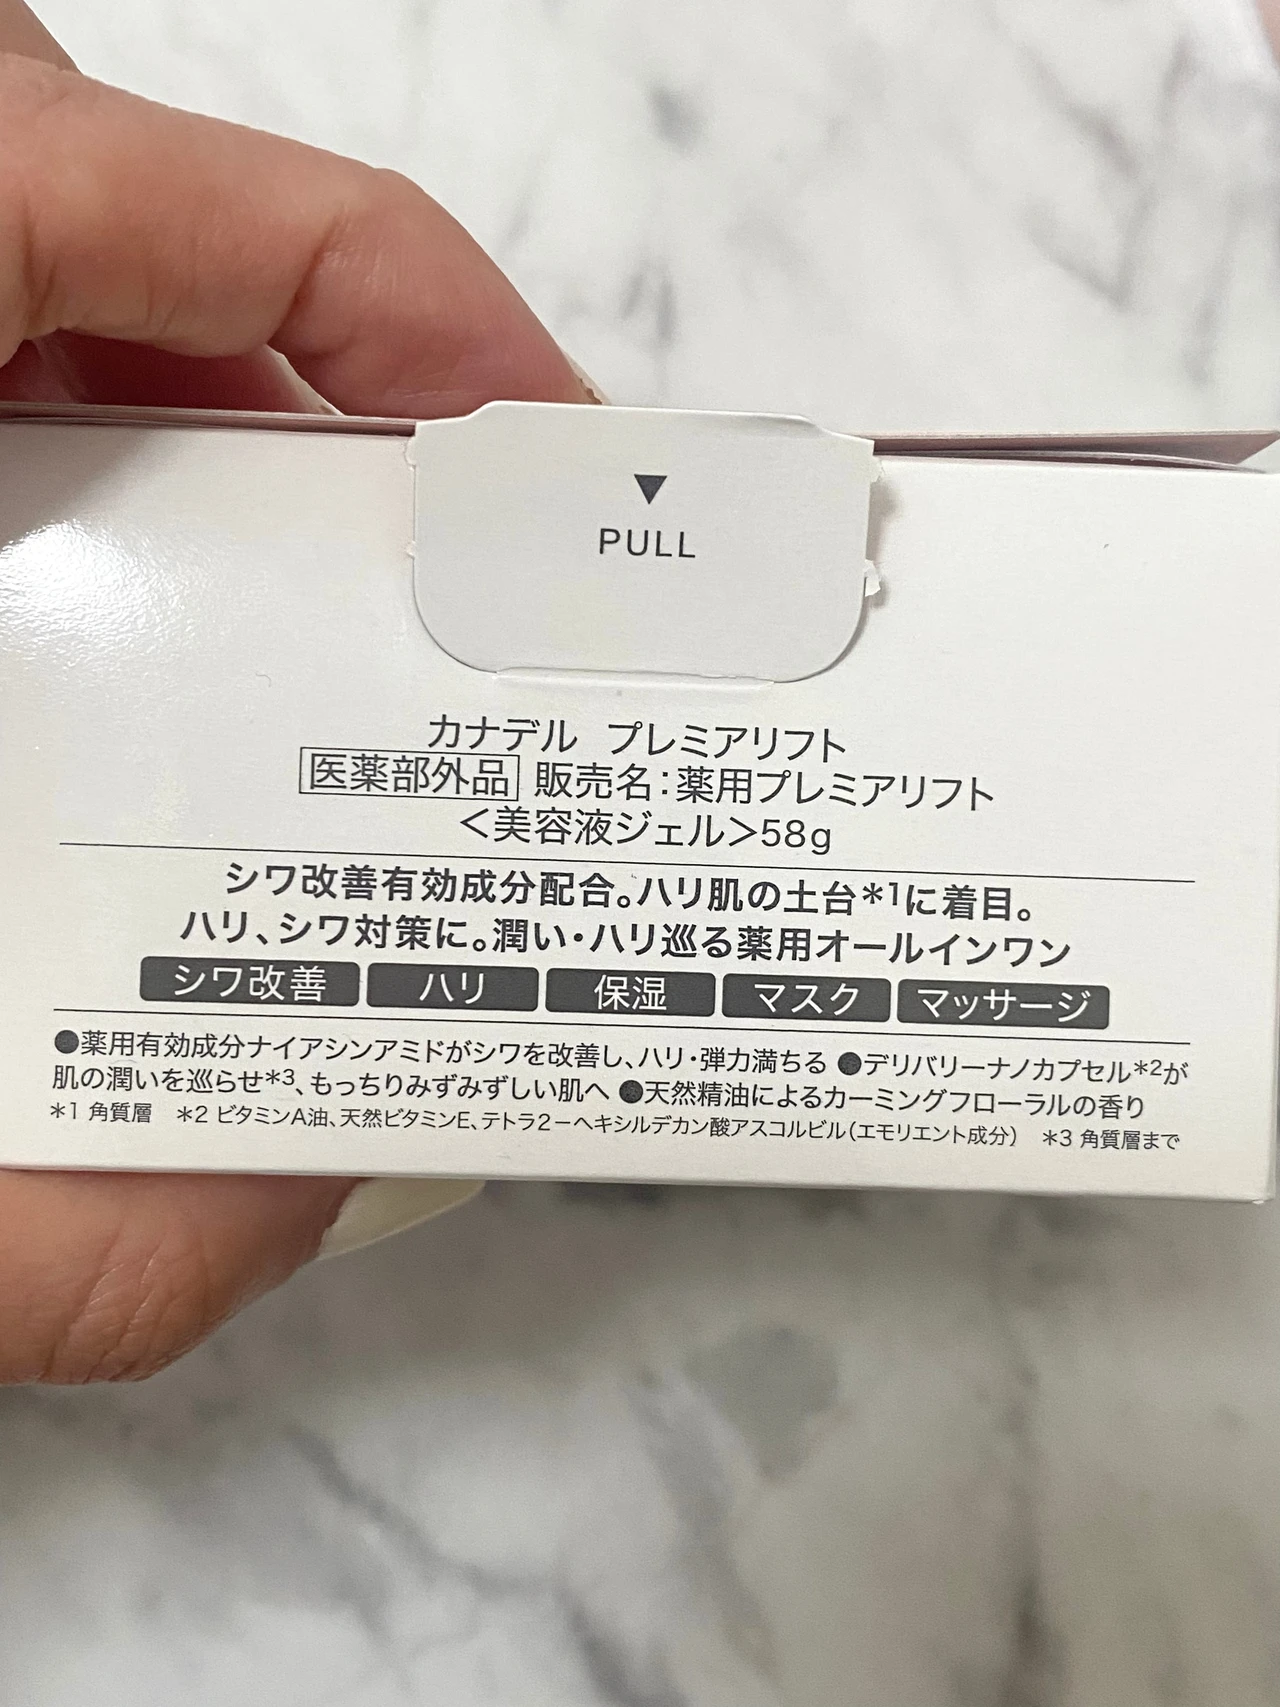 ▼
PULL
カナデル プレミアリフト
医薬部外品 販売名：薬用プレミアリフト
＜美容液ジェル＞58g
シワ改善有効成分配合。ハリ肌の土台＊1に着目。
ハリ、シワ対策に。潤い・ハリ巡る薬用オールインワン
シワ改善 ハリ 保湿 マスク マッサージ
●薬用有効成分ナイアシンアミドがシワを改善し、ハリ・弾力満ちる ●デリバリーナノカプセル＊2が
肌の潤いを巡らせ＊3、もっちりみずみずしい肌へ ●天然精油によるカーミングフローラルの香り
＊1 角質層 ＊2 ビタミンA油、天然ビタミンE、テトラ2－ヘキシルデカン酸アスコルビル（エモリエント成分） ＊3 角質層まで